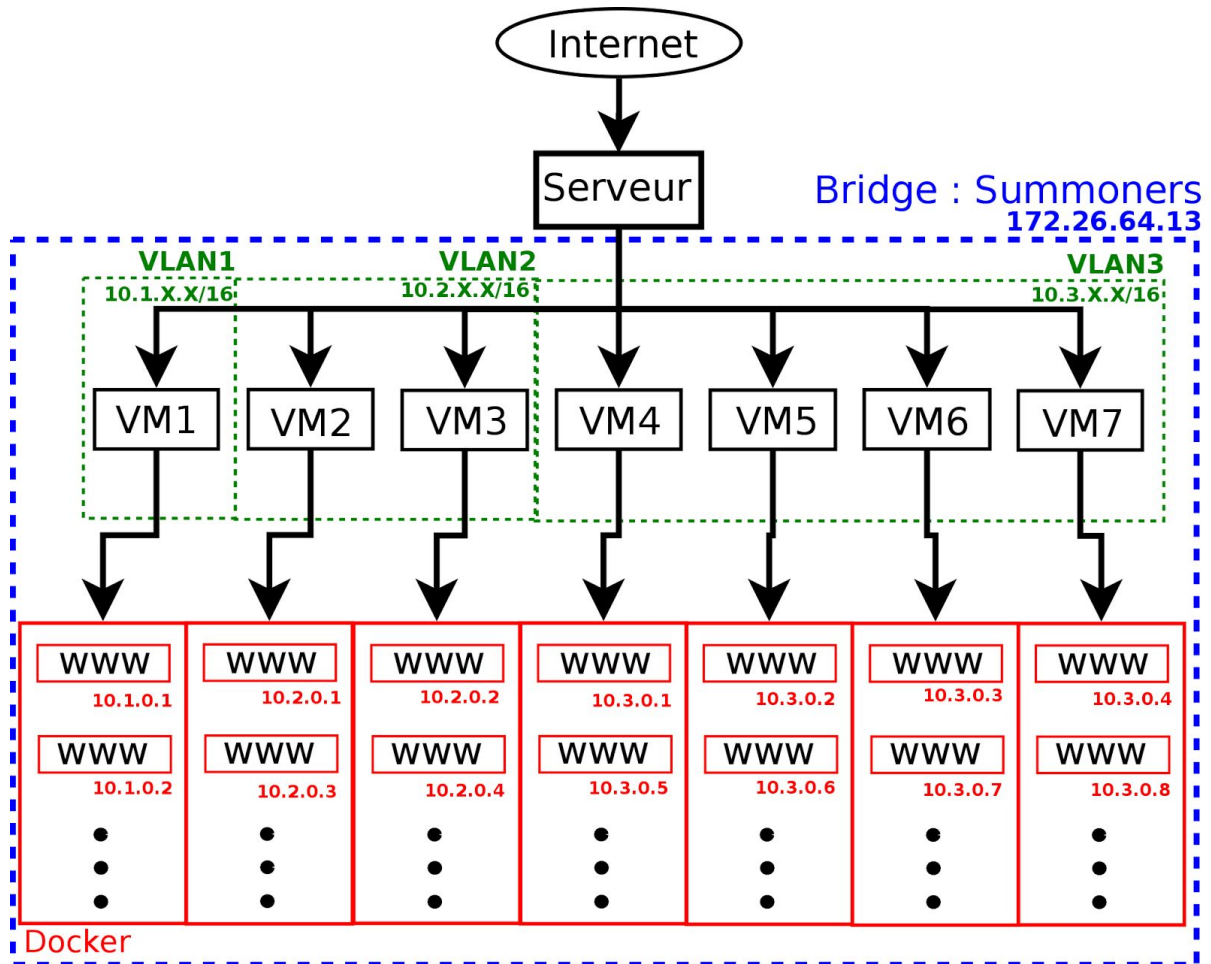 Internet
Serveur
Bridge : Summoners
172.26.64.13
VLAN1
VLAN2
VLAN3
10.1.X.X/16
10.2.X.X/16
10.3.X.X/16
VM1
VM2
VM3
VM4
VM5
VM6
VM7
WWW
WWW
WWW
WWW
WWW
WWW
WWW
10.1.0.1
10.2.0.1
10.2.0.2
10.3.0.1
10.3.0.2
10.3.0.3
10.3.0.4
WWW
WWW
WWW
WWW
WWW
WWW
WWW
10.1.0.2
10.2.0.3
10.2.0.4
10.3.0.5
10.3.0.6
10.3.0.7
10.3.0.8
Docker